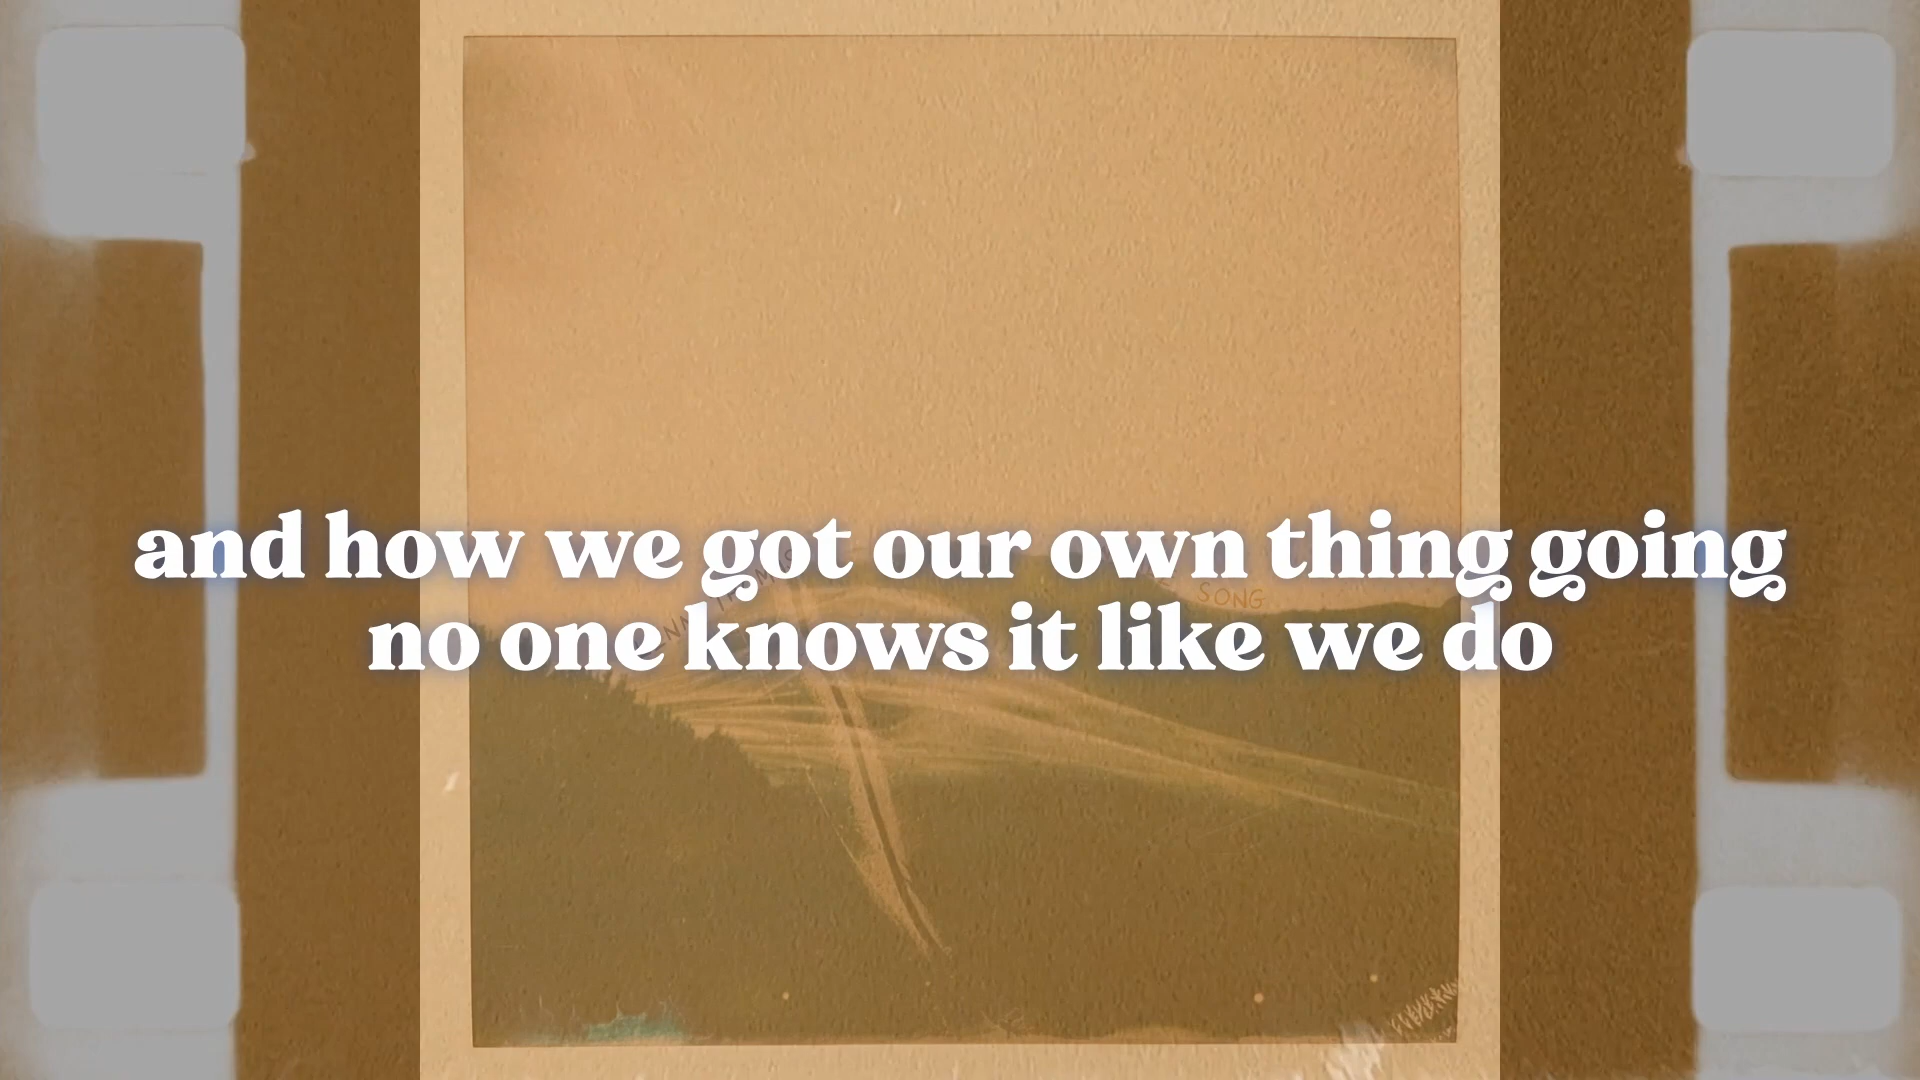 and how we got our own thing going
no one knows it like we do
SONG